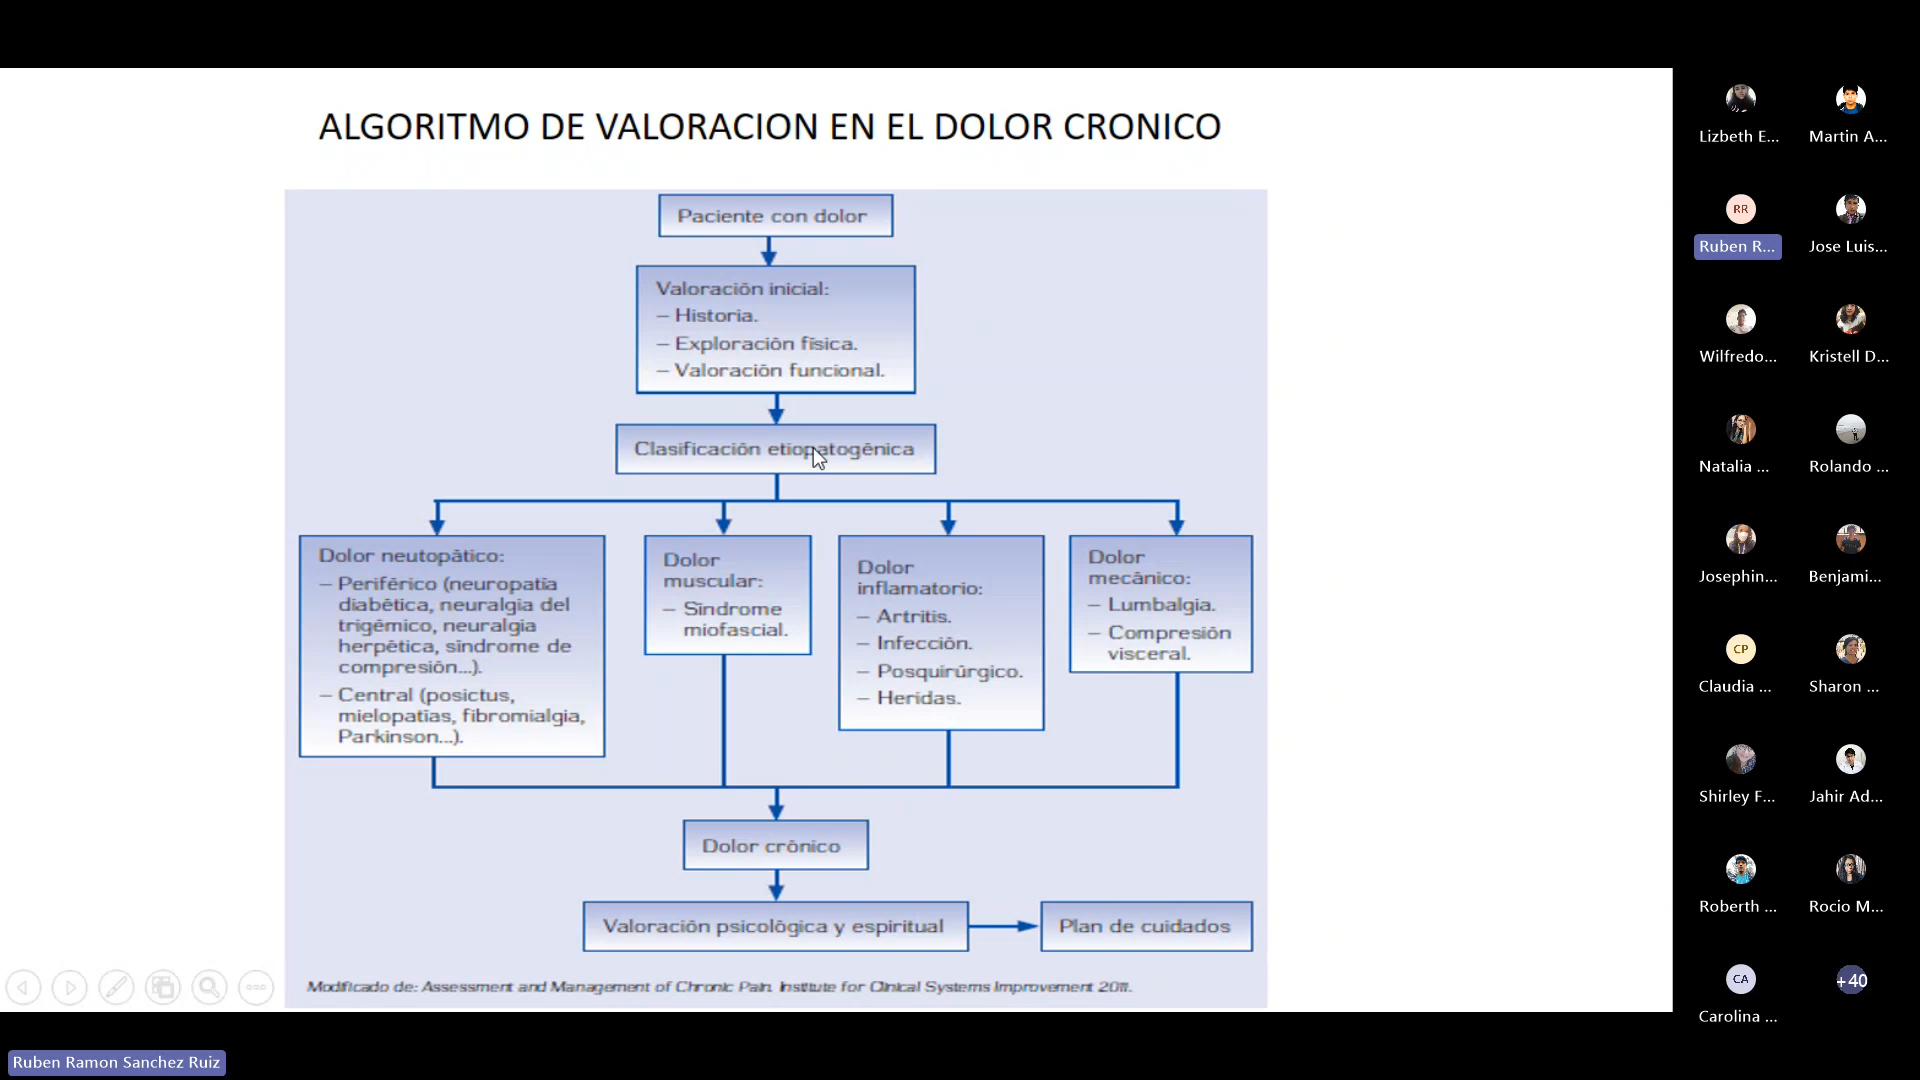 ALGORITMO DE VALORACION EN EL DOLOR CRONICO
Paciente con dolor
Valoración inicial:
– Historia.
– Exploración física.
– Valoración funcional.
Clasificación etiopatogénica
Dolor neutopático:
– Periférico (neuropatía
diabética, neuralgia del
trigémico, neuralgia
herpética, síndrome de
compresión...).
– Central (posictus,
mielopatías, fibromialgia,
Parkinson...).
Dolor
muscular:
– Síndrome
miofascial.
Dolor
inflamatorio:
– Artritis.
– Infección.
– Posquirúrgico.
– Heridas.
Dolor
mecánico:
– Lumbalgia.
– Compresión
visceral.
Dolor crónico
Valoración psicológica y espiritual
Plan de cuidados
Modificado de: Assessment and Management of Chronic Pain. Institute for Clinical Systems Improvement 2011.
Lizbeth E...
Martin A...
RR
Ruben R...
Jose Luis...
Wilfredo...
Kristell D...
Natalia ...
Rolando ...
Josephin...
Benjami...
CP
Claudia ...
Sharon ...
Shirley F...
Jahir Ad...
Roberth ...
Rocio M...
CA
Carolina ...
+40
Ruben Ramon Sanchez Ruiz